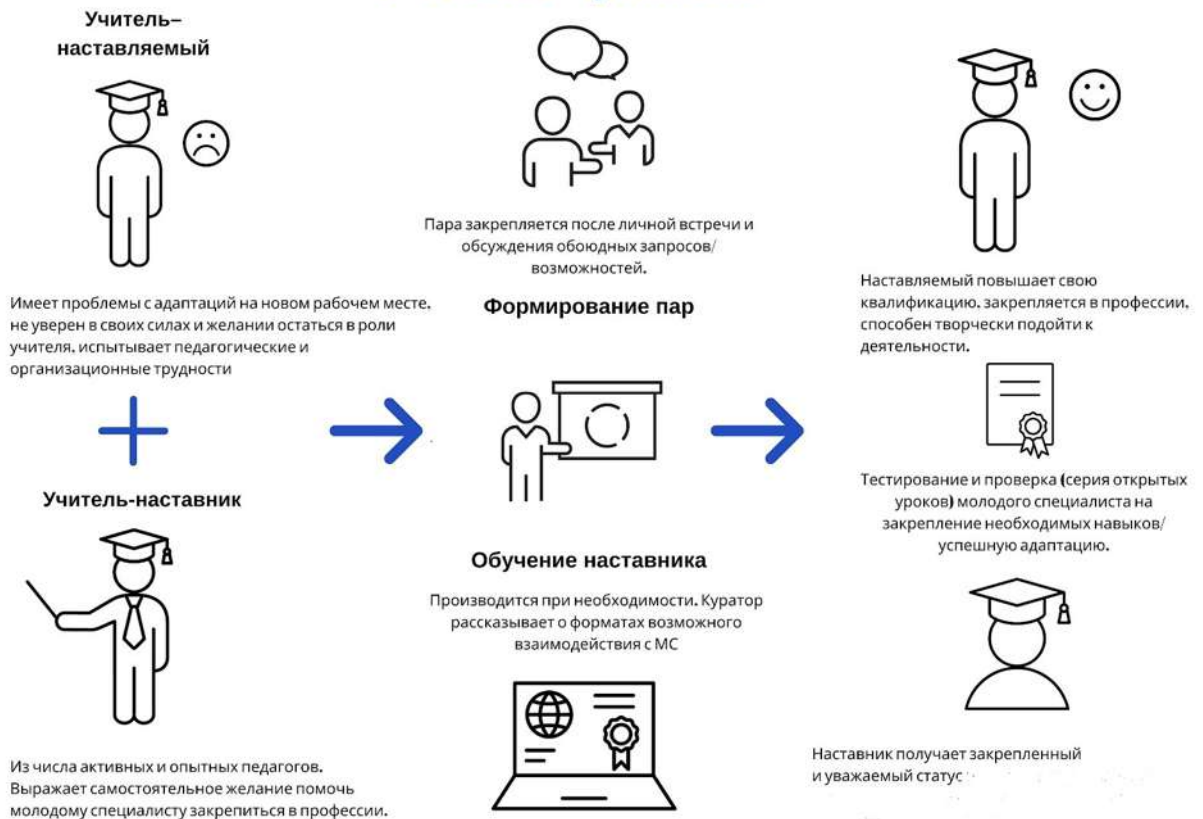 Учитель–
наставляемый
Имеет проблемы с адаптаций на новом рабочем месте,
не уверен в своих силах и желании остаться в роли
учителя, испытывает педагогические и
организационные трудности
Учитель-наставник
Из числа активных и опытных педагогов.
Выражает самостоятельное желание помочь
молодому специалисту закрепиться в профессии.
Пара закрепляется после личной встречи и
обсуждения обоюдных запросов/
возможностей.
Формирование пар
Обучение наставника
Производится при необходимости. Куратор
рассказывает о форматах возможного
взаимодействия с МС
Наставляемый повышает свою
квалификацию, закрепляется в профессии,
способен творчески подойти к
деятельности.
Тестирование и проверка (серия открытых
уроков) молодого специалиста на
закрепление необходимых навыков/
успешную адаптацию.
Наставник получает закрепленный
и уважаемый статус